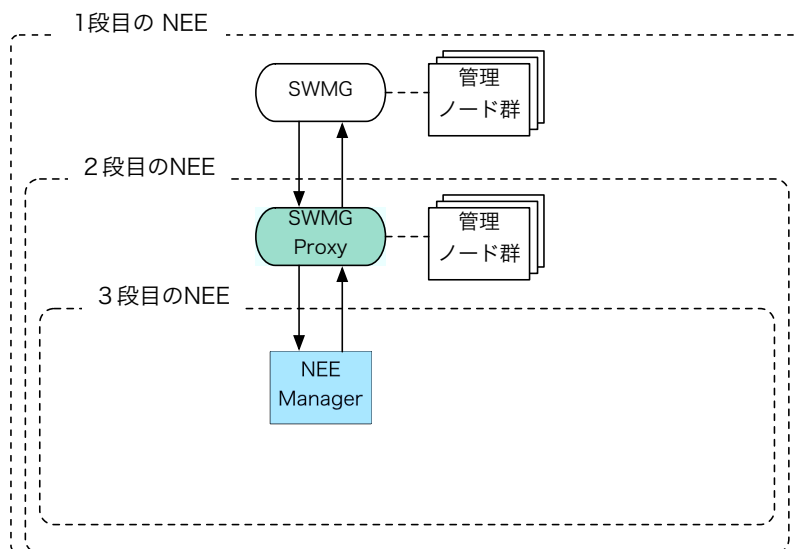 1段目の NEE
SWMG
管理
ノード群
２段目のNEE
SWMG
Proxy
管理
ノード群
３段目のNEE
NEE
Manager